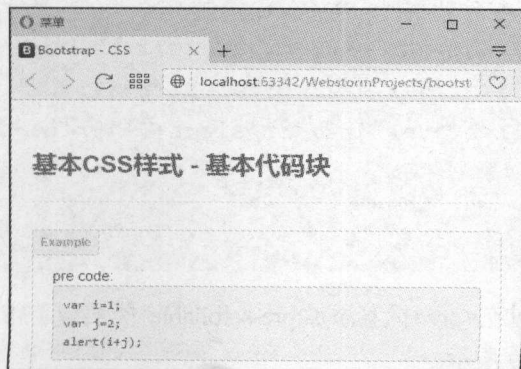 菜单
Bootstrap - CSS
localhost:63342/WebstormProjects/bootst
基本CSS样式 - 基本代码块
Example
pre code:
var i=1;
var j=2;
alert(i+j);